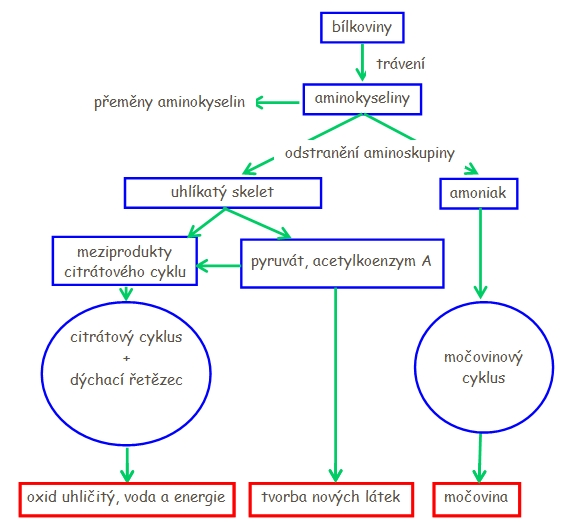 bílkoviny
trávení
přeměny aminokyselin
aminokyseliny
odstranění aminoskupiny
uhlíkatý skelet
amoniak
meziprodukty
citrátového cyklu
pyruvát, acetylkoenzym A
citrátový cyklus
+
dýchací řetězec
močovinový
cyklus
oxid uhličitý, voda a energie
tvorba nových látek
močovina